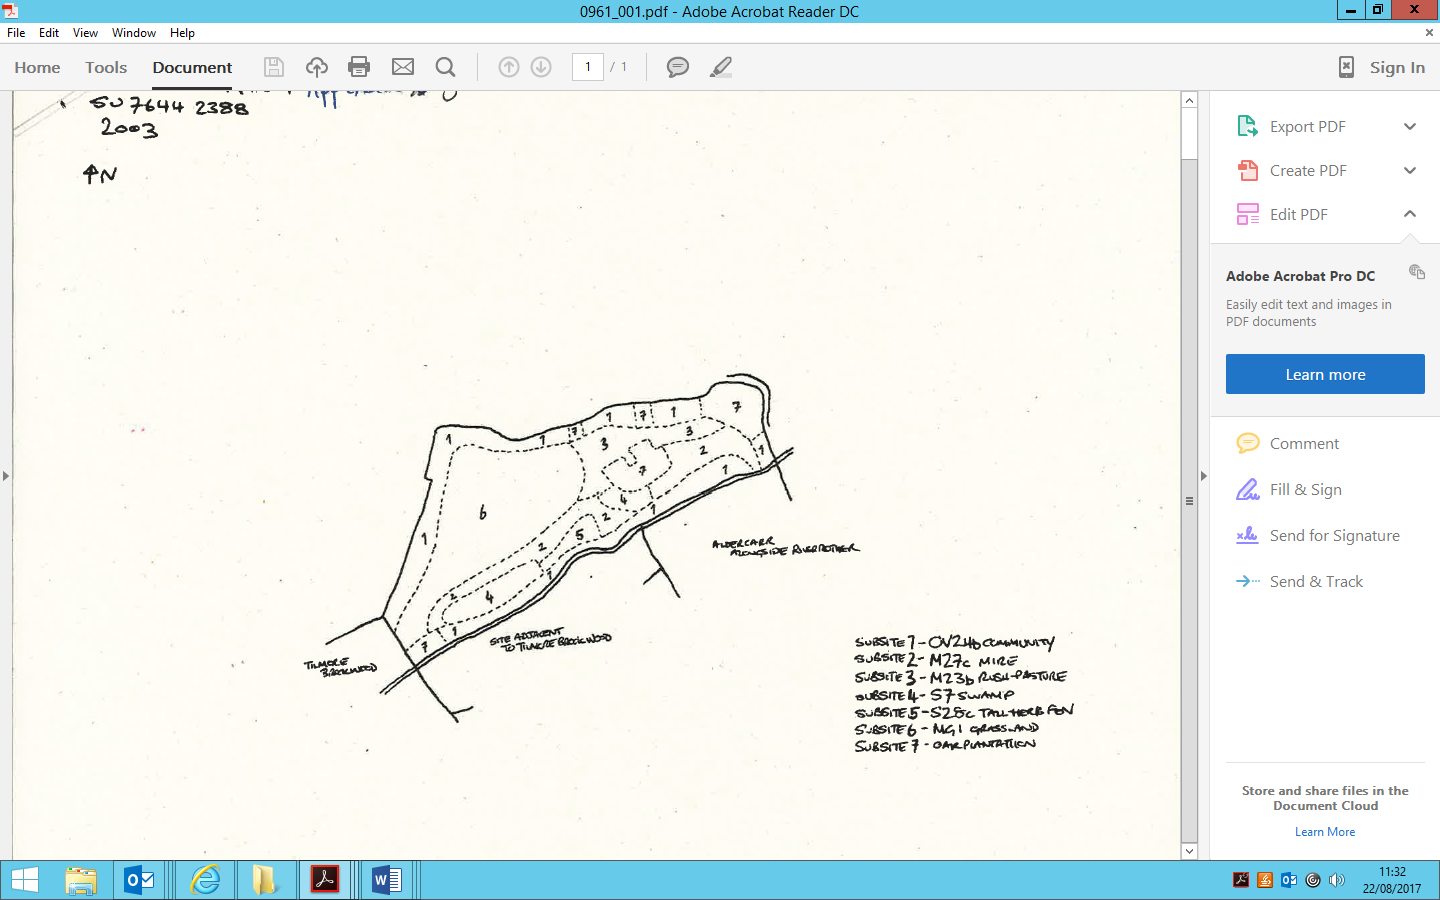 0961_001.pdf - Adobe Acrobat Reader DC
File Edit View Window Help
Home Tools Document 1 / 1 Sign In
SU 7644 2388
2003
↑N
1 1 7 1 7 1 7
3 3 2 1 1
7
6 4 2 1
5 2
1 2 1
2 4
7 1
ALDERCARR
ALONGSIDE RIVER ROTHER
SITE ADJACENT
TO TILMORE BROOKWOOD
TILMORE
BROOKWOOD
SUBSITE 1 - OV24b COMMUNITY
SUBSITE 2 - M27c MIRE
SUBSITE 3 - M23b RUSH-PASTURE
SUBSITE 4 - S7 SWAMP
SUBSITE 5 - S28c TALL HERB FEN
SUBSITE 6 - MG1 GRASSLAND
SUBSITE 7 - OAK PLANTATION
Export PDF
Create PDF
Edit PDF
Adobe Acrobat Pro DC
Easily edit text and images in
PDF documents
Learn more
Comment
Fill & Sign
Send for Signature
Send & Track
Store and share files in the
Document Cloud
Learn More
11:32
22/08/2017